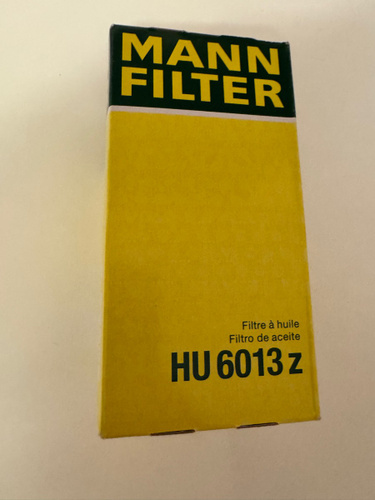 MANN
FILTER
Filtre à huile
Filtro de aceite
HU 6013 z